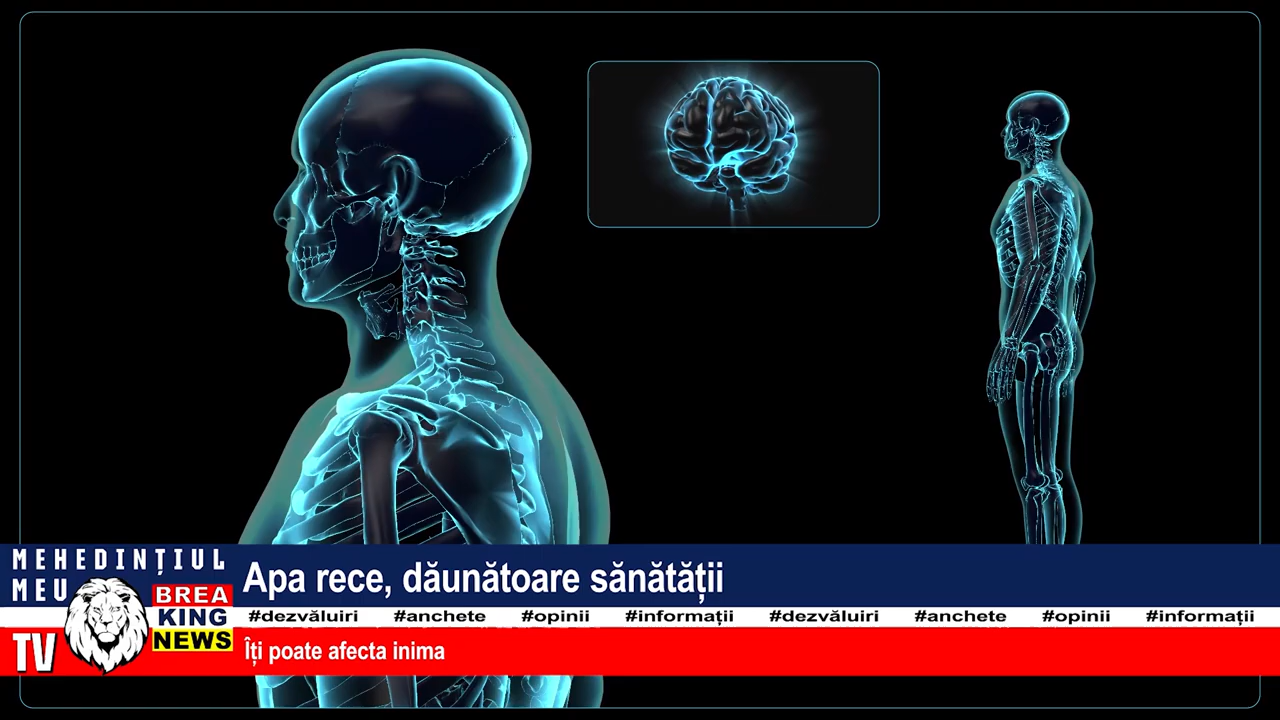 MEHEDINȚIUL
MEU
TV
BREA
KING
NEWS
Apa rece, dăunătoare sănătății
#dezvăluiri #anchete #opinii #informații #dezvăluiri #anchete #opinii #informații
Îți poate afecta inima